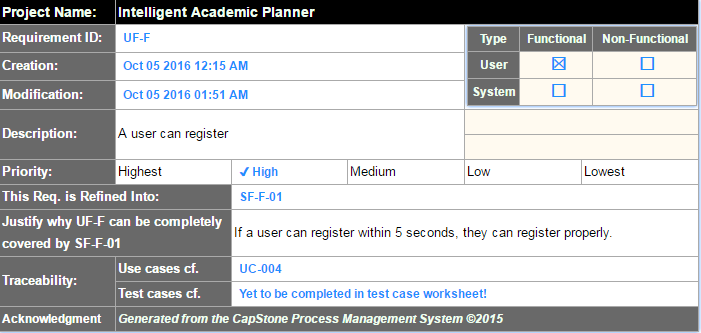 Project Name: Intelligent Academic Planner
Requirement ID: UF-F
Type Functional Non-Functional
Creation: Oct 05 2016 12:15 AM
User
Modification: Oct 05 2016 01:51 AM
System
Description: A user can register
Priority: Highest ✔ High Medium Low Lowest
This Req. is Refined Into: SF-F-01
Justify why UF-F can be completely
covered by SF-F-01
If a user can register within 5 seconds, they can register properly.
Traceability:
Use cases cf. UC-004
Test cases cf. Yet to be completed in test case worksheet!
Acknowledgment Generated from the CapStone Process Management System ©2015